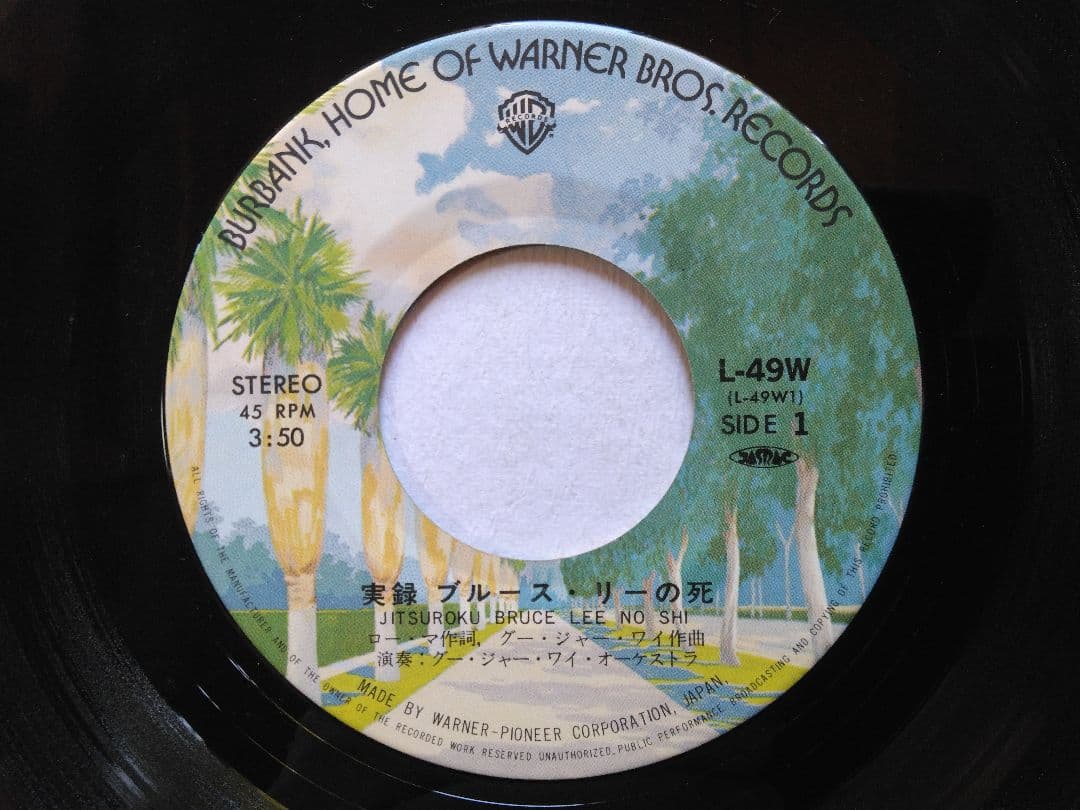 BURBANK, HOME OF WARNER BROS. RECORDS
RECORDS
STEREO
45 RPM
3:50
L-49W
(L-49W1)
SIDE 1
JASRAC
実録 ブルース・リーの死
JITSUROKU BRUCE LEE NO SHI
ロー・マ作詞, グー・ジャー・ワイ作曲
演奏:グー・ジャー・ワイ・オーケストラ
MADE BY WARNER-PIONEER CORPORATION, JAPAN.
ALL RIGHTS OF THE MANUFACTURER AND OF THE OWNER OF THE RECORDED WORK RESERVED UNAUTHORIZED. PUBLIC PERFORMANCE BROADCASTING AND COPYING OF THIS RECORD PROHIBITED